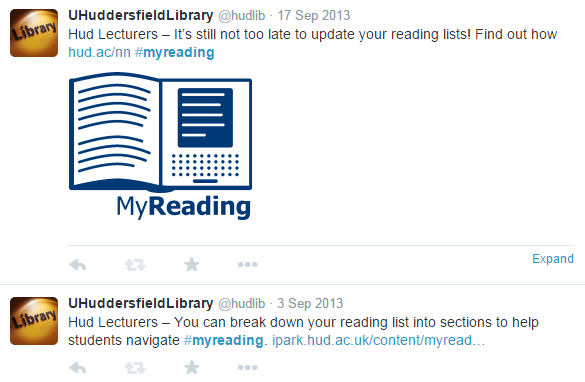 Library
UHuddersfieldLibrary @hudlib · 17 Sep 2013
Hud Lecturers – It's still not too late to update your reading lists! Find out how
hud.ac/nn #myreading
MyReading
Expand
Library
UHuddersfieldLibrary @hudlib · 3 Sep 2013
Hud Lecturers – You can break down your reading list into sections to help
students navigate #myreading. ipark.hud.ac.uk/content/myread…